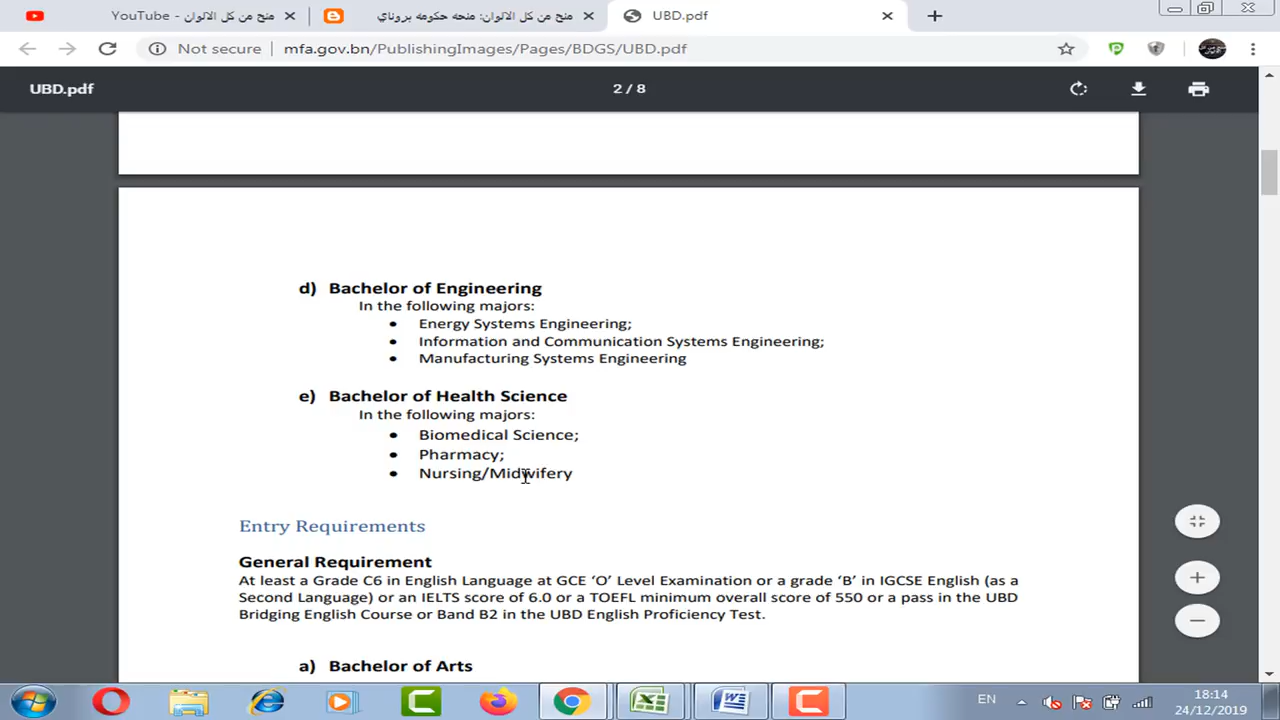 منح من كل الالوان - YouTube
منح من كل الالوان: منحه حكومه بروناي
UBD.pdf
Not secure
mfa.gov.bn/PublishingImages/Pages/BDGS/UBD.pdf
UBD.pdf
2 / 8
d) Bachelor of Engineering
In the following majors:
• Energy Systems Engineering;
• Information and Communication Systems Engineering;
• Manufacturing Systems Engineering
e) Bachelor of Health Science
In the following majors:
• Biomedical Science;
• Pharmacy;
• Nursing/Midwifery
Entry Requirements
General Requirement
At least a Grade C6 in English Language at GCE ‘O’ Level Examination or a grade ‘B’ in IGCSE English (as a
Second Language) or an IELTS score of 6.0 or a TOEFL minimum overall score of 550 or a pass in the UBD
Bridging English Course or Band B2 in the UBD English Proficiency Test.
a) Bachelor of Arts
EN
18:14
24/12/2019